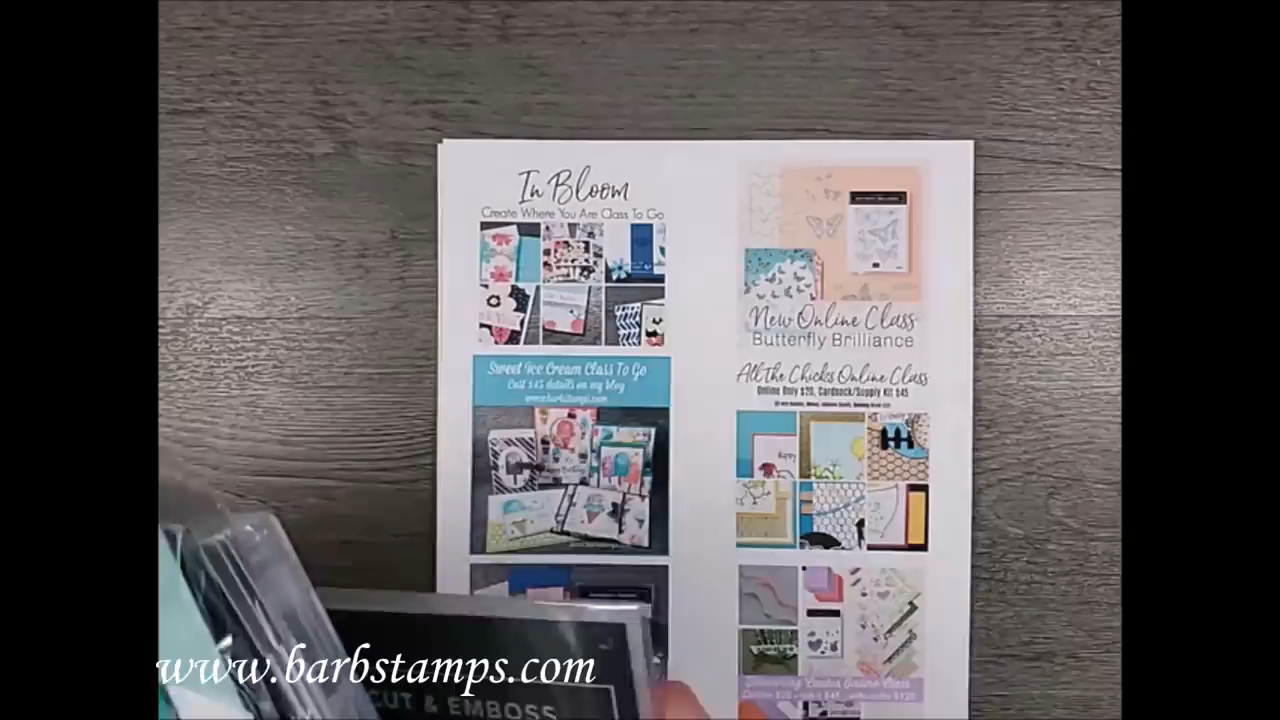 In Bloom
Create Where You Are Class To Go
Sweet Ice Cream Class To Go
Cost $45 details on my blog
www.barbstamps.com
New Online Class
Butterfly Brilliance
All the Chicks Online Class
Online Only $20, Cardstock/Supply Kit $45
Online Class
www.barbstamps.com
CUT & EMBOSS